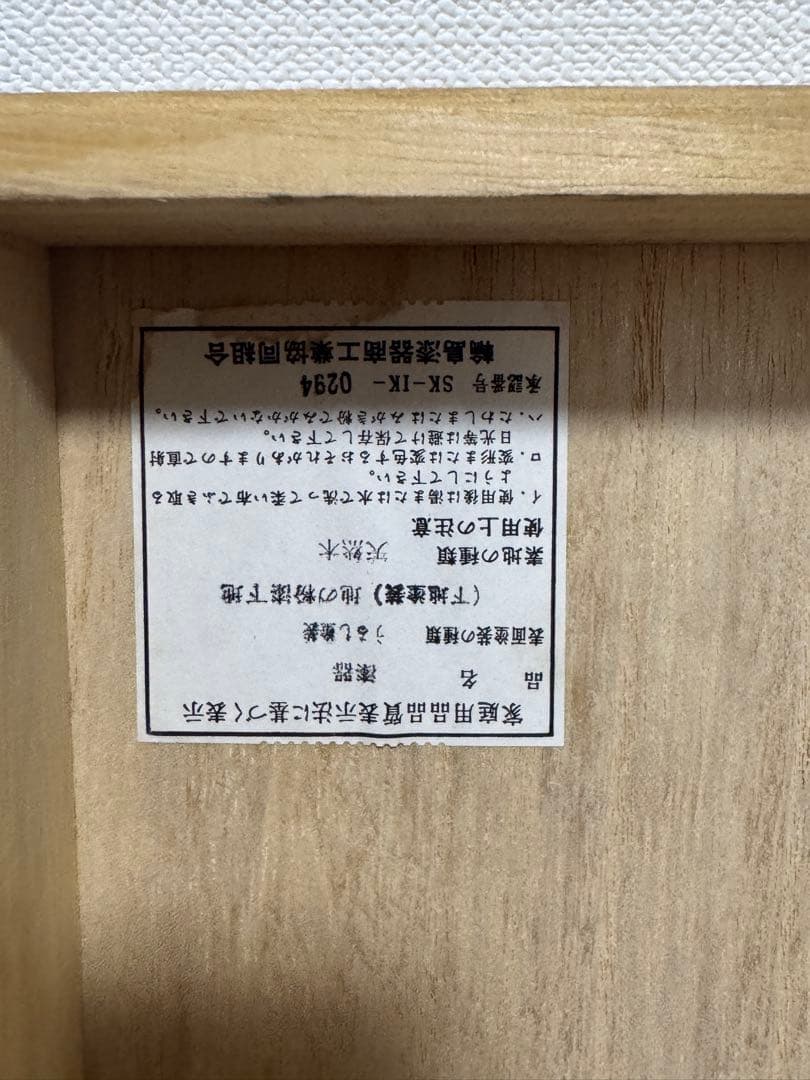 家庭用品品質表示法に基づく表示
品名 漆器
表面塗装の種類 うるし塗装
(下地塗装) 地の粉漆下地
素地の種類 天然木
使用上の注意
イ．使用後は水または湯で洗って柔い布でふき取る
ようにして下さい。
ロ．変形または変色するおそれがありますので直射
日光等は避けて保存して下さい。
ハ．たわしまたはみがき粉でみがかないで下さい。
承認番号 SK-IK- 0294
輪島漆器商工業協同組合